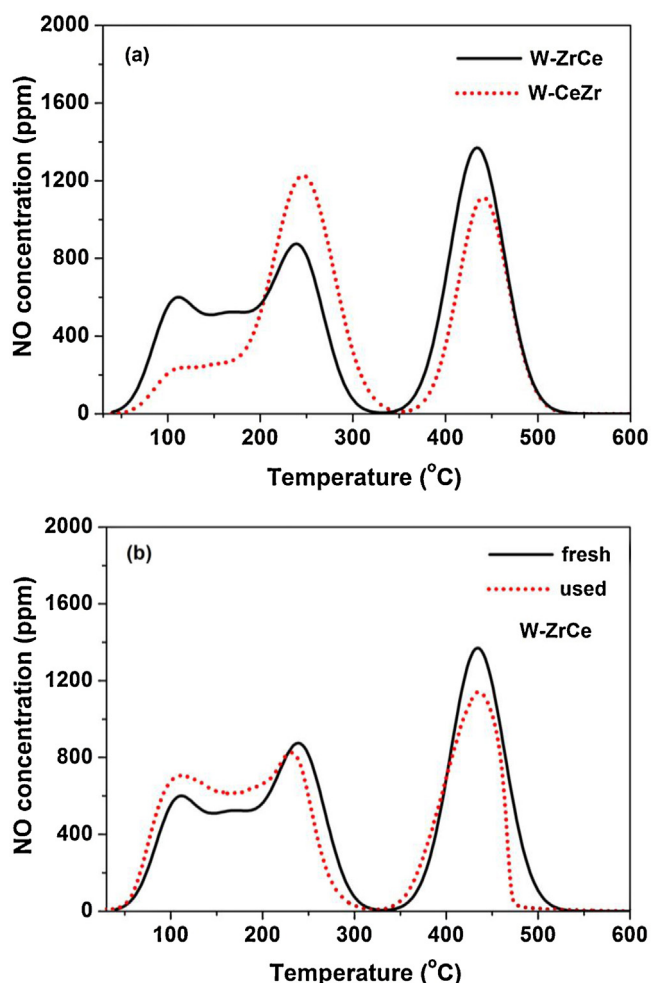 (a)
W-ZrCe
W-CeZr
NO concentration (ppm)
2000
1600
1200
800
400
0
100 200 300 400 500 600
Temperature (°C)
(b)
fresh
used
W-ZrCe
NO concentration (ppm)
2000
1600
1200
800
400
0
100 200 300 400 500 600
Temperature (°C)